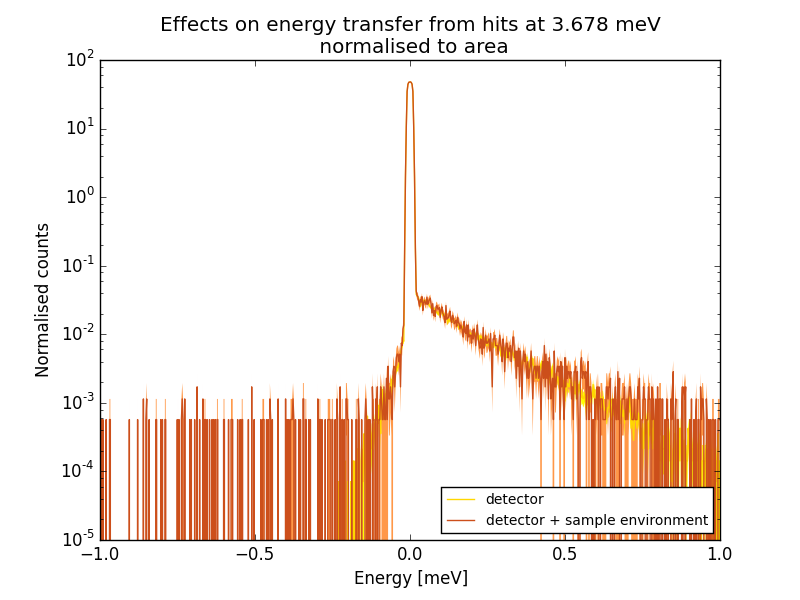 Effects on energy transfer from hits at 3.678 meV
normalised to area
10^2
10^1
10^0
10^-1
10^-2
10^-3
10^-4
10^-5
Normalised counts
detector
detector + sample environment
−1.0 −0.5 0.0 0.5 1.0
Energy [meV]